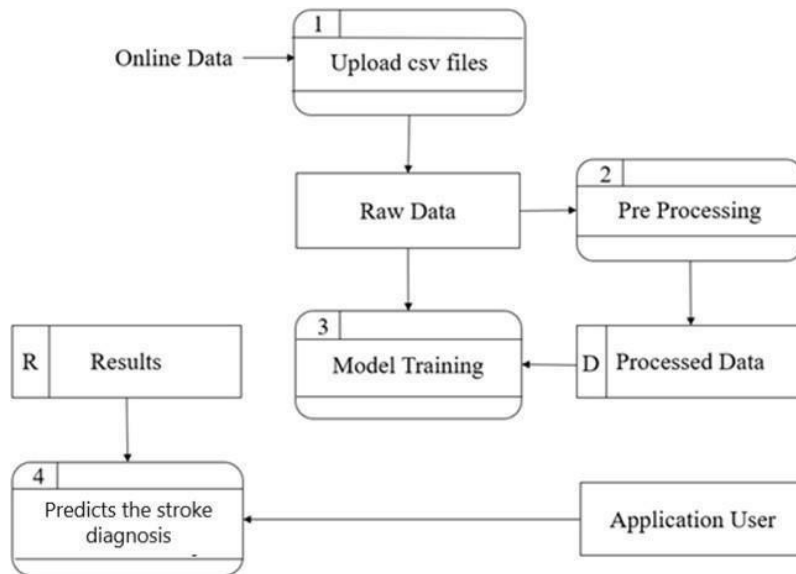 1
Online Data
Upload csv files
2
Raw Data
Pre Processing
3
R
Results
Model Training
D
Processed Data
4
Predicts the stroke
diagnosis
Application User